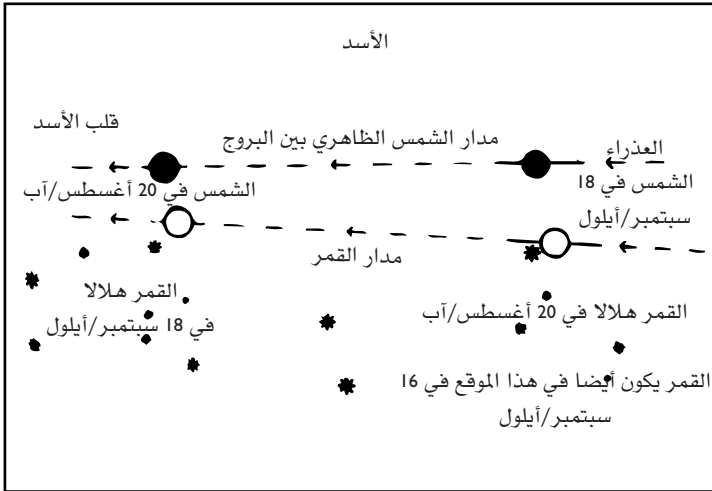 الأسد
قلب الأسد
مدار الشمس الظاهري بين البروج
العذراء
الشمس في 18
سبتمبر/أيلول
الشمس في 20 أغسطس/آب
مدار القمر
القمر هلالا في 20 أغسطس/آب
القمر هلالا
في 18 سبتمبر/أيلول
القمر يكون أيضا في هذا الموقع في 16
سبتمبر/أيلول